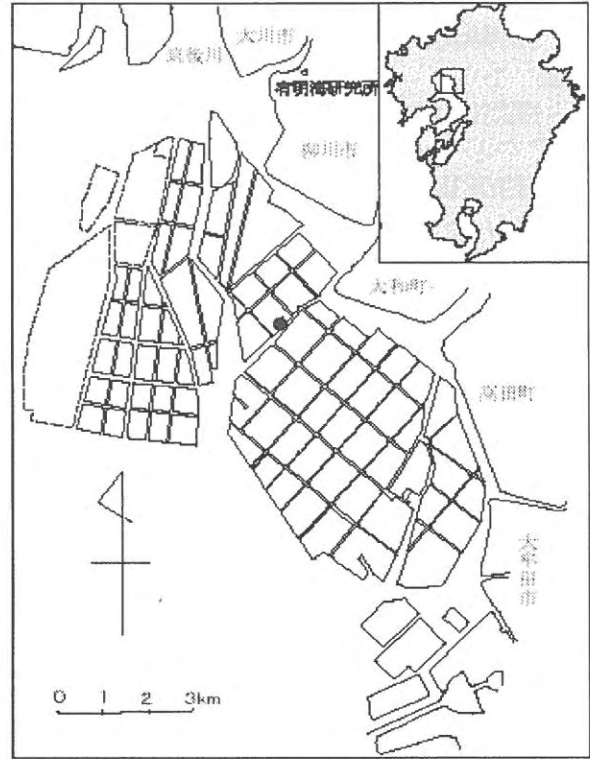 大川市
筑後川
有明海研究所
柳川市
大和町
高田町
大牟田市
0 1 2 3km